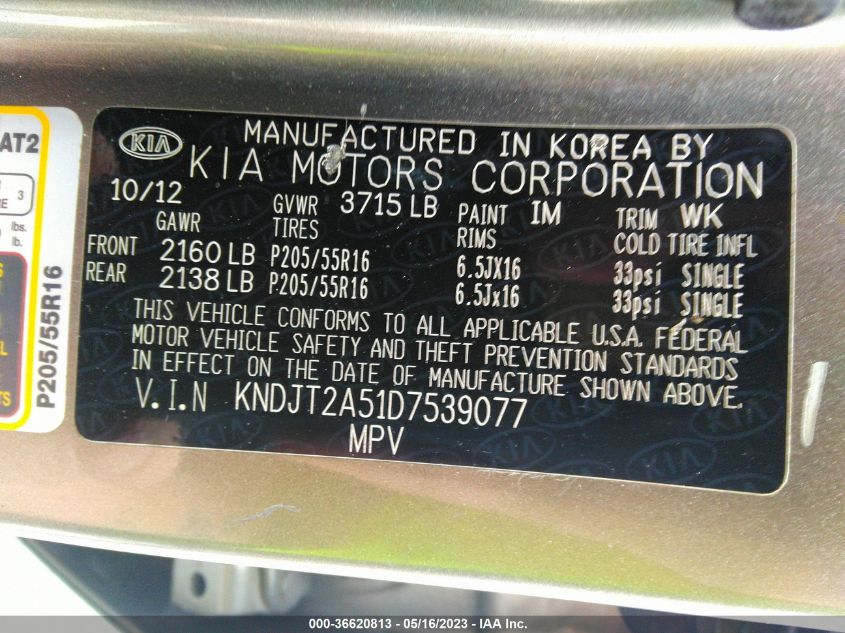 KIA
MANUFACTURED IN KOREA BY
KIA MOTORS CORPORATION
10/12 GVWR 3715 LB PAINT IM TRIM WK
GAWR TIRES RIMS COLD TIRE INFL
FRONT 2160 LB P205/55R16 6.5JX16 33psi SINGLE
REAR 2138 LB P205/55R16 6.5Jx16 33psi SINGLE
THIS VEHICLE CONFORMS TO ALL APPLICABLE U.S.A. FEDERAL
MOTOR VEHICLE SAFETY AND THEFT PREVENTION STANDARDS
IN EFFECT ON THE DATE OF MANUFACTURE SHOWN ABOVE.
V.I.N KNDJT2A51D7539077
MPV
AT2
3
lbs.
lb.
P205/55R16
000-36620813 - 05/16/2023 - IAA Inc.